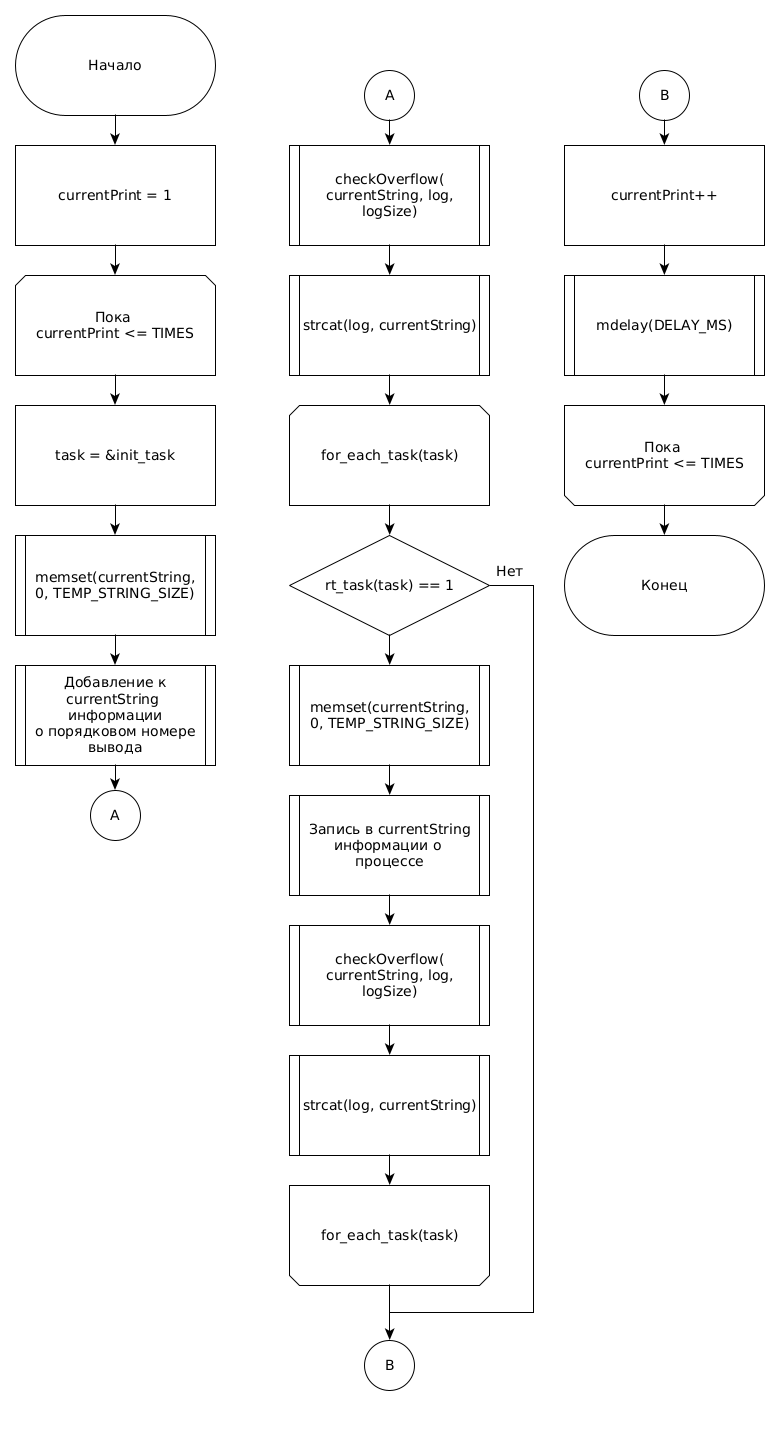 Начало
currentPrint = 1
Пока
currentPrint <= TIMES
task = &init_task
memset(currentString,
0, TEMP_STRING_SIZE)
Добавление к
currentString
информации
о порядковом номере
вывода
A
A
checkOverflow(
currentString, log,
logSize)
strcat(log, currentString)
for_each_task(task)
rt_task(task) == 1
Нет
memset(currentString,
0, TEMP_STRING_SIZE)
Запись в currentString
информации о
процессе
checkOverflow(
currentString, log,
logSize)
strcat(log, currentString)
for_each_task(task)
B
B
currentPrint++
mdelay(DELAY_MS)
Пока
currentPrint <= TIMES
Конец